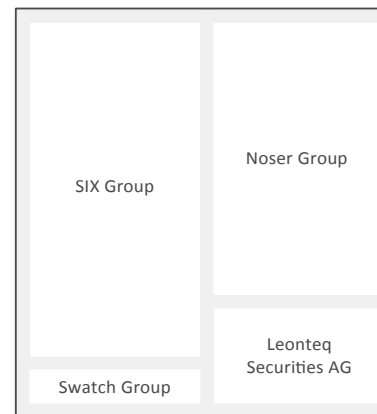 SIX Group
Noser Group
Swatch Group
Leonteq
Securities AG